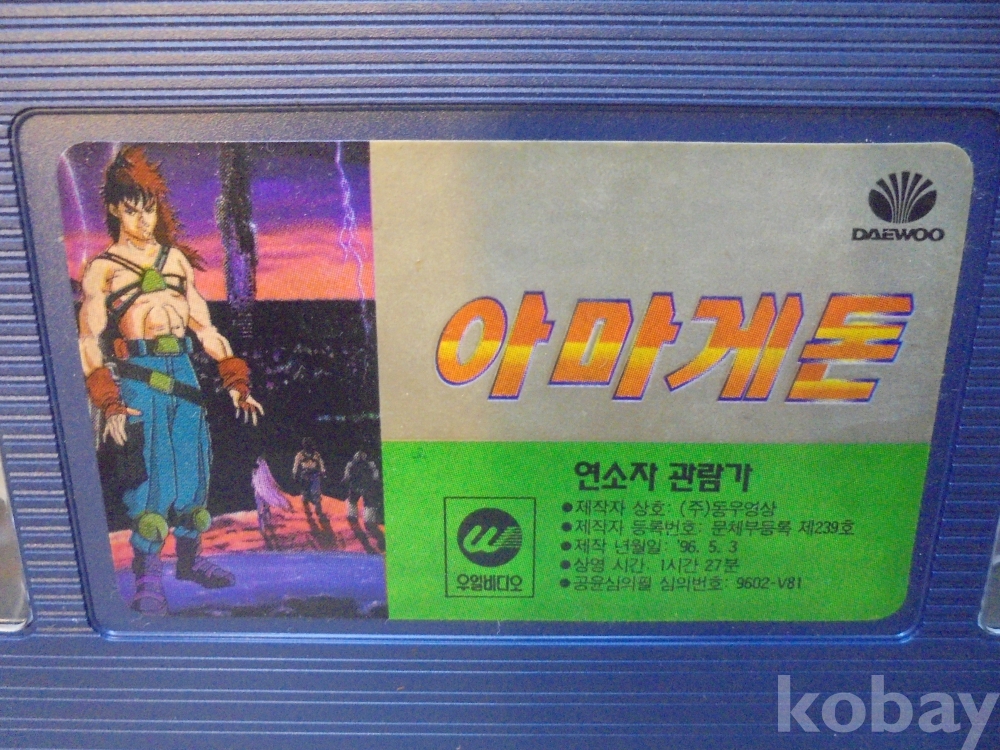 DAEWOO
아마게돈
연소자 관람가
●제작자 상호: (주)동우영상
●제작자 등록번호: 문체부등록 제239호
●제작 년월일: '96. 5. 3
●상영 시간. 1시간 27분
●공윤심의필 심의번호: 9602-V81
우일비디오
kobay